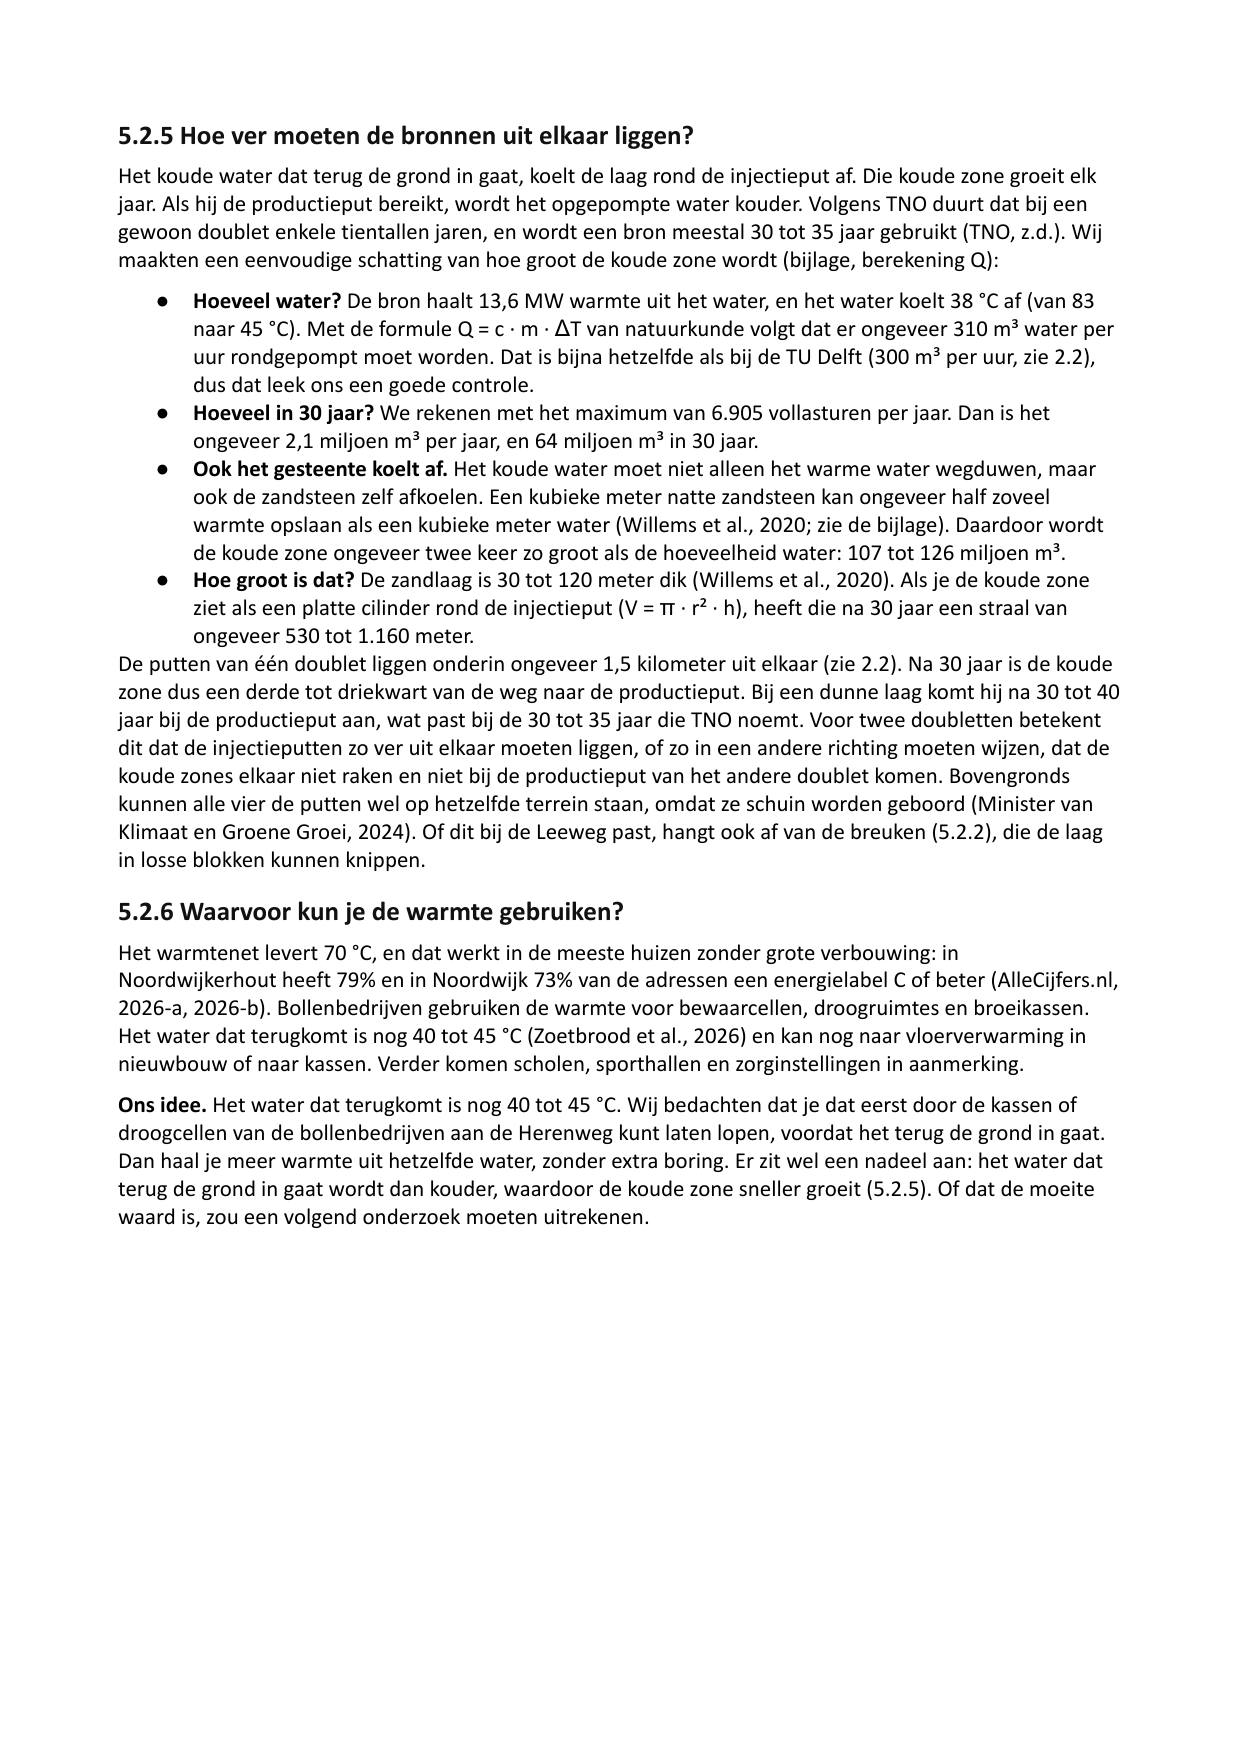 5.2.5 Hoe ver moeten de bronnen uit elkaar liggen?
Het koude water dat terug de grond in gaat, koelt de laag rond de injectieput af. Die koude zone groeit elk
jaar. Als hij de productieput bereikt, wordt het opgepompte water kouder. Volgens TNO duurt dat bij een
gewoon doublet enkele tientallen jaren, en wordt een bron meestal 30 tot 35 jaar gebruikt (TNO, z.d.). Wij
maakten een eenvoudige schatting van hoe groot de koude zone wordt (bijlage, berekening Q):
● Hoeveel water? De bron haalt 13,6 MW warmte uit het water, en het water koelt 38 °C af (van 83
naar 45 °C). Met de formule Q = c · m · ΔT van natuurkunde volgt dat er ongeveer 310 m³ water per
uur rondgepompt moet worden. Dat is bijna hetzelfde als bij de TU Delft (300 m³ per uur, zie 2.2),
dus dat leek ons een goede controle.
● Hoeveel in 30 jaar? We rekenen met het maximum van 6.905 vollasturen per jaar. Dan is het
ongeveer 2,1 miljoen m³ per jaar, en 64 miljoen m³ in 30 jaar.
● Ook het gesteente koelt af. Het koude water moet niet alleen het warme water wegduwen, maar
ook de zandsteen zelf afkoelen. Een kubieke meter natte zandsteen kan ongeveer half zoveel
warmte opslaan als een kubieke meter water (Willems et al., 2020; zie de bijlage). Daardoor wordt
de koude zone ongeveer twee keer zo groot als de hoeveelheid water: 107 tot 126 miljoen m³.
● Hoe groot is dat? De zandlaag is 30 tot 120 meter dik (Willems et al., 2020). Als je de koude zone
ziet als een platte cilinder rond de injectieput (V = π · r² · h), heeft die na 30 jaar een straal van
ongeveer 530 tot 1.160 meter.
De putten van één doublet liggen onderin ongeveer 1,5 kilometer uit elkaar (zie 2.2). Na 30 jaar is de koude
zone dus een derde tot driekwart van de weg naar de productieput. Bij een dunne laag komt hij na 30 tot 40
jaar bij de productieput aan, wat past bij de 30 tot 35 jaar die TNO noemt. Voor twee doubletten betekent
dit dat de injectieputten zo ver uit elkaar moeten liggen, of zo in een andere richting moeten wijzen, dat de
koude zones elkaar niet raken en niet bij de productieput van het andere doublet komen. Bovengronds
kunnen alle vier de putten wel op hetzelfde terrein staan, omdat ze schuin worden geboord (Minister van
Klimaat en Groene Groei, 2024). Of dit bij de Leeweg past, hangt ook af van de breuken (5.2.2), die de laag
in losse blokken kunnen knippen.
5.2.6 Waarvoor kun je de warmte gebruiken?
Het warmtenet levert 70 °C, en dat werkt in de meeste huizen zonder grote verbouwing: in
Noordwijkerhout heeft 79% en in Noordwijk 73% van de adressen een energielabel C of beter (AlleCijfers.nl,
2026-a, 2026-b). Bollenbedrijven gebruiken de warmte voor bewaarcellen, droogruimtes en broeikassen.
Het water dat terugkomt is nog 40 tot 45 °C (Zoetbrood et al., 2026) en kan nog naar vloerverwarming in
nieuwbouw of naar kassen. Verder komen scholen, sporthallen en zorginstellingen in aanmerking.
Ons idee. Het water dat terugkomt is nog 40 tot 45 °C. Wij bedachten dat je dat eerst door de kassen of
droogcellen van de bollenbedrijven aan de Herenweg kunt laten lopen, voordat het terug de grond in gaat.
Dan haal je meer warmte uit hetzelfde water, zonder extra boring. Er zit wel een nadeel aan: het water dat
terug de grond in gaat wordt dan kouder, waardoor de koude zone sneller groeit (5.2.5). Of dat de moeite
waard is, zou een volgend onderzoek moeten uitrekenen.